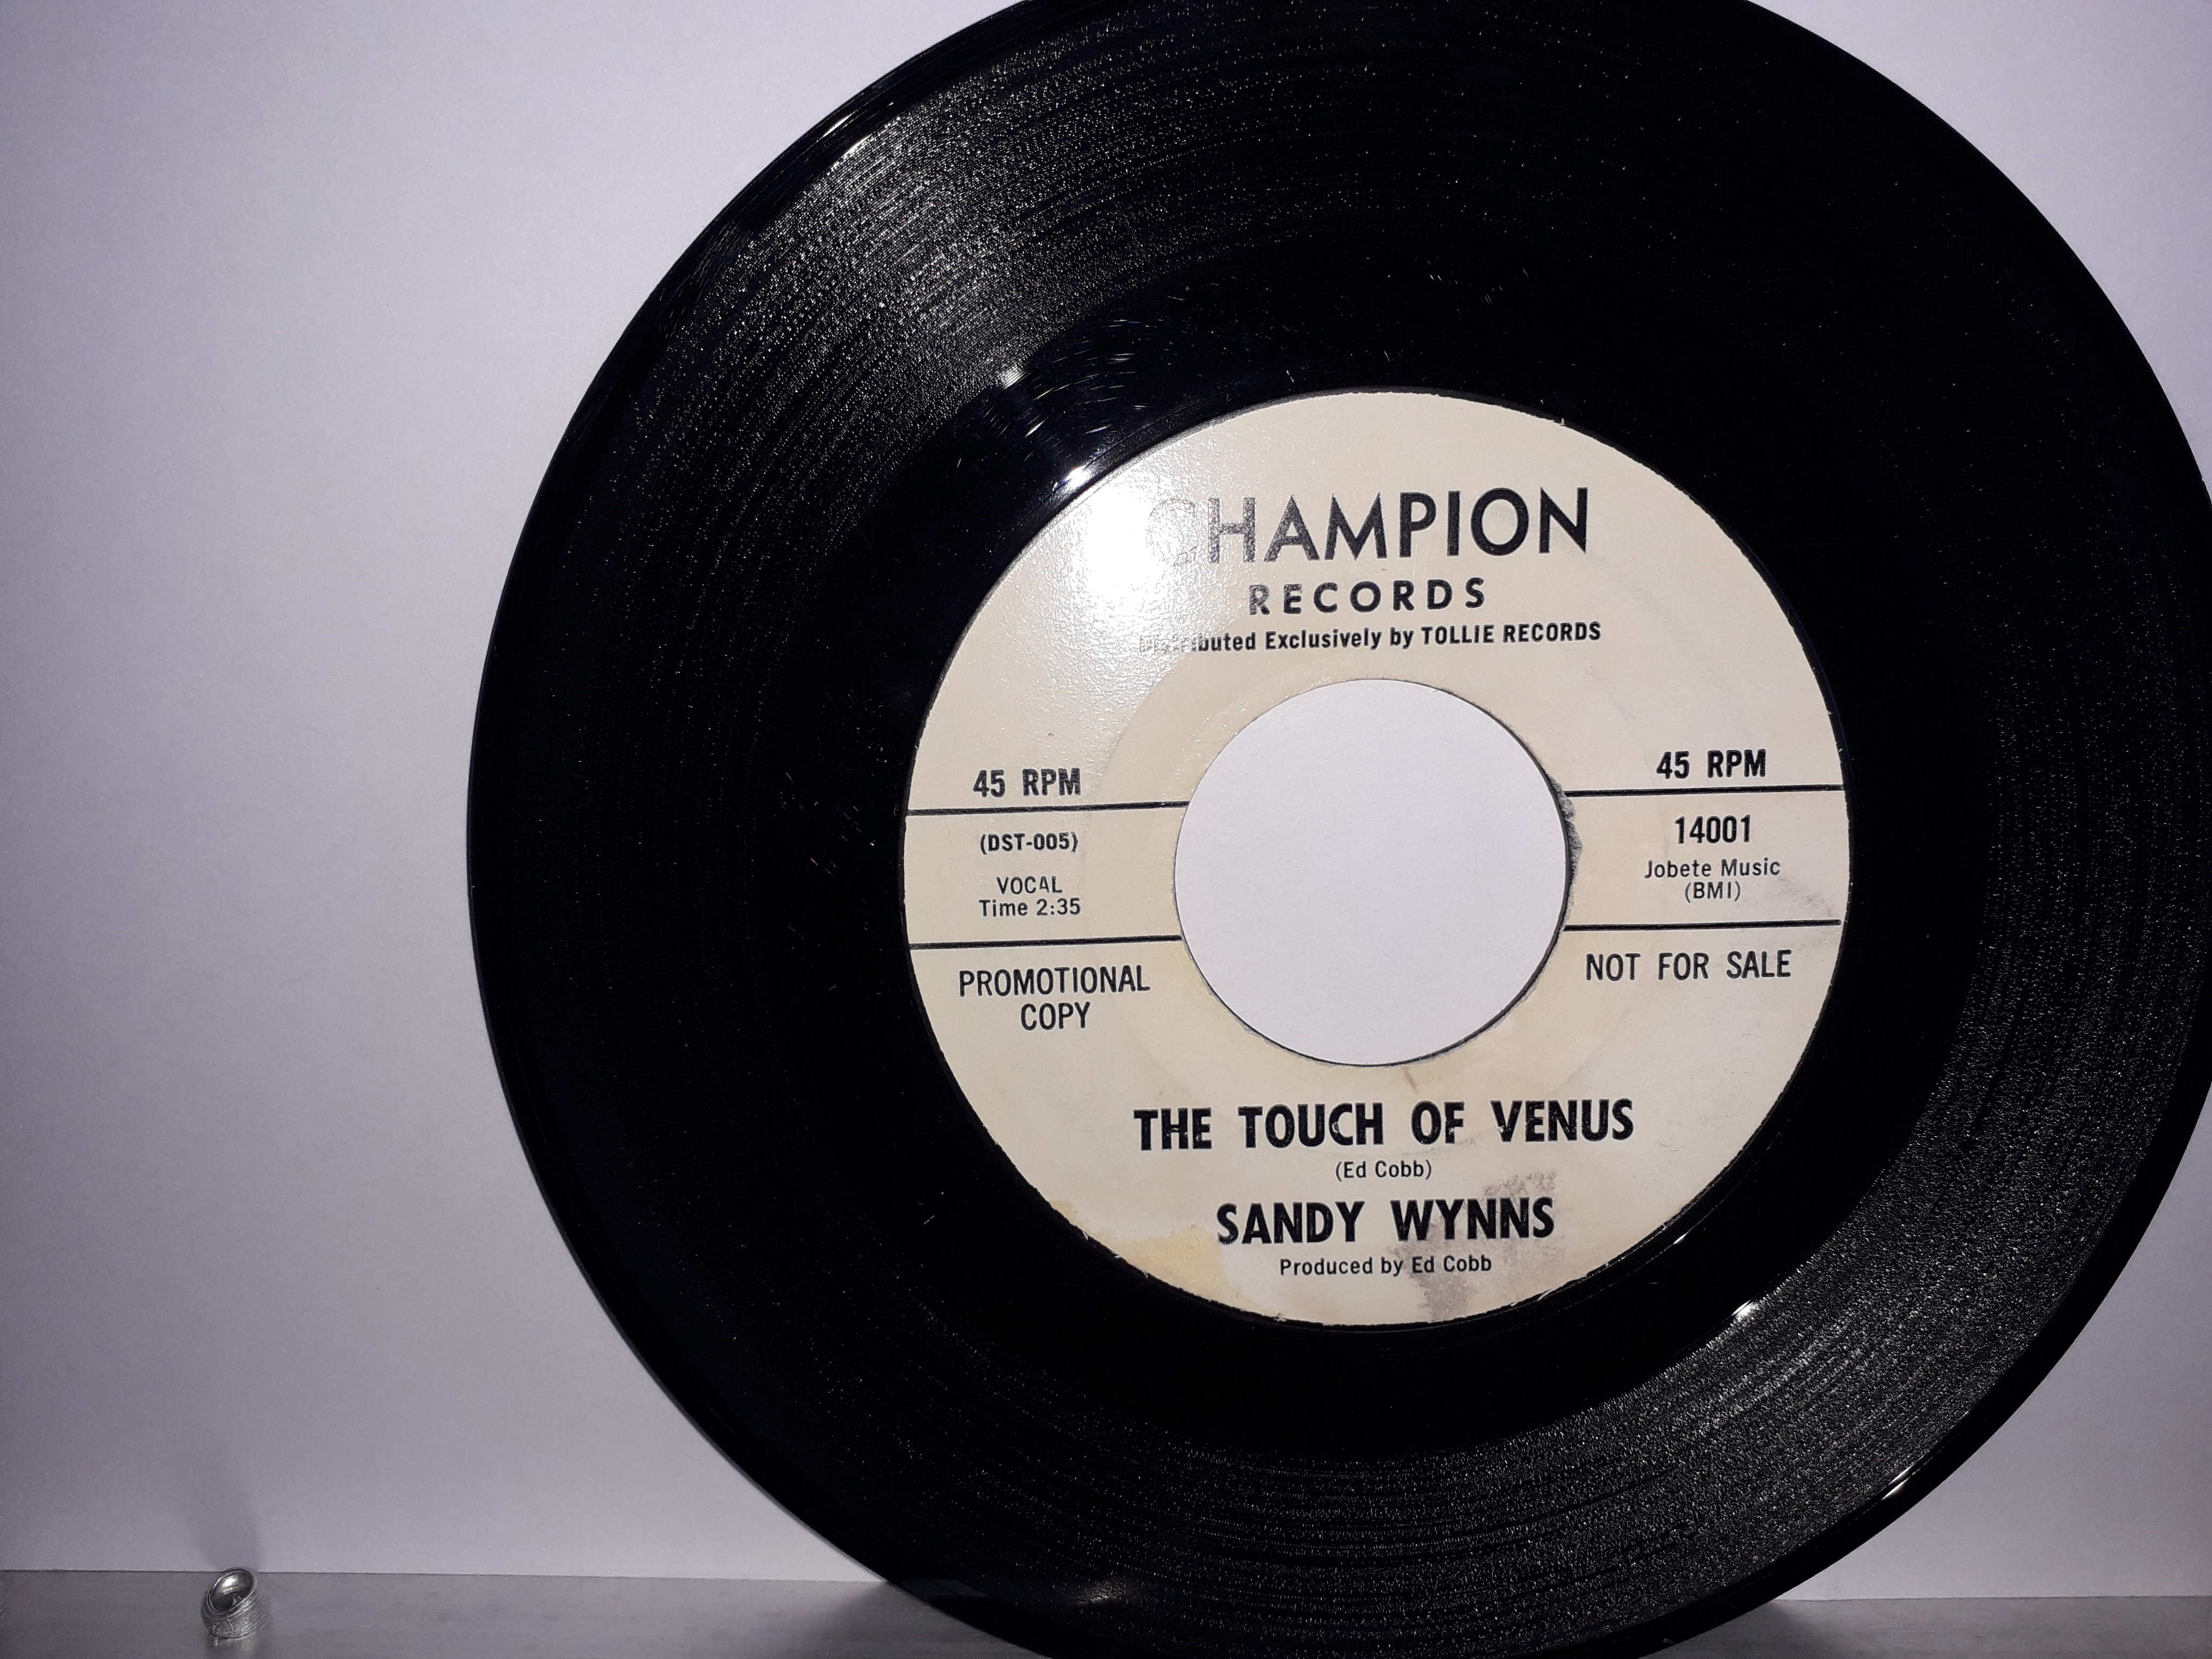 CHAMPION
RECORDS
Distributed Exclusively by TOLLIE RECORDS
45 RPM
(DST-005)
VOCAL
Time 2:35
PROMOTIONAL
COPY
45 RPM
14001
Jobete Music
(BMI)
NOT FOR SALE
THE TOUCH OF VENUS
(Ed Cobb)
SANDY WYNNS
Produced by Ed Cobb